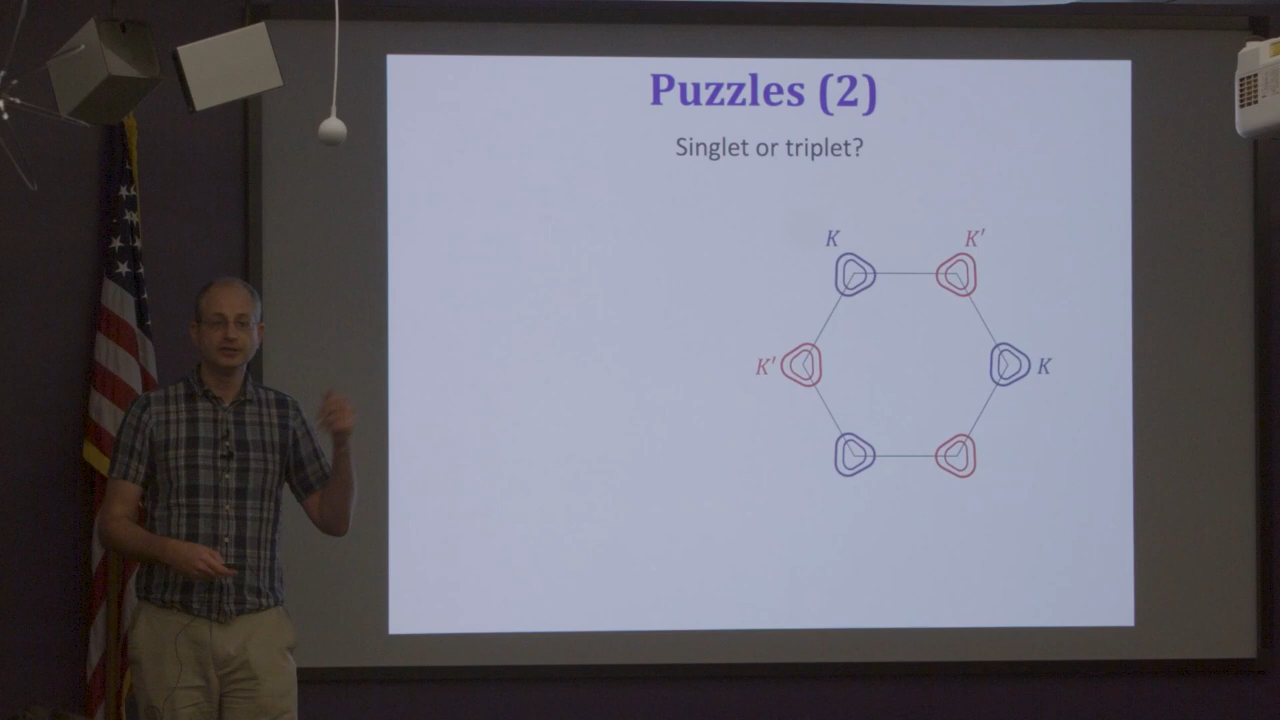 Puzzles (2)
Singlet or triplet?
K K′
K′ K